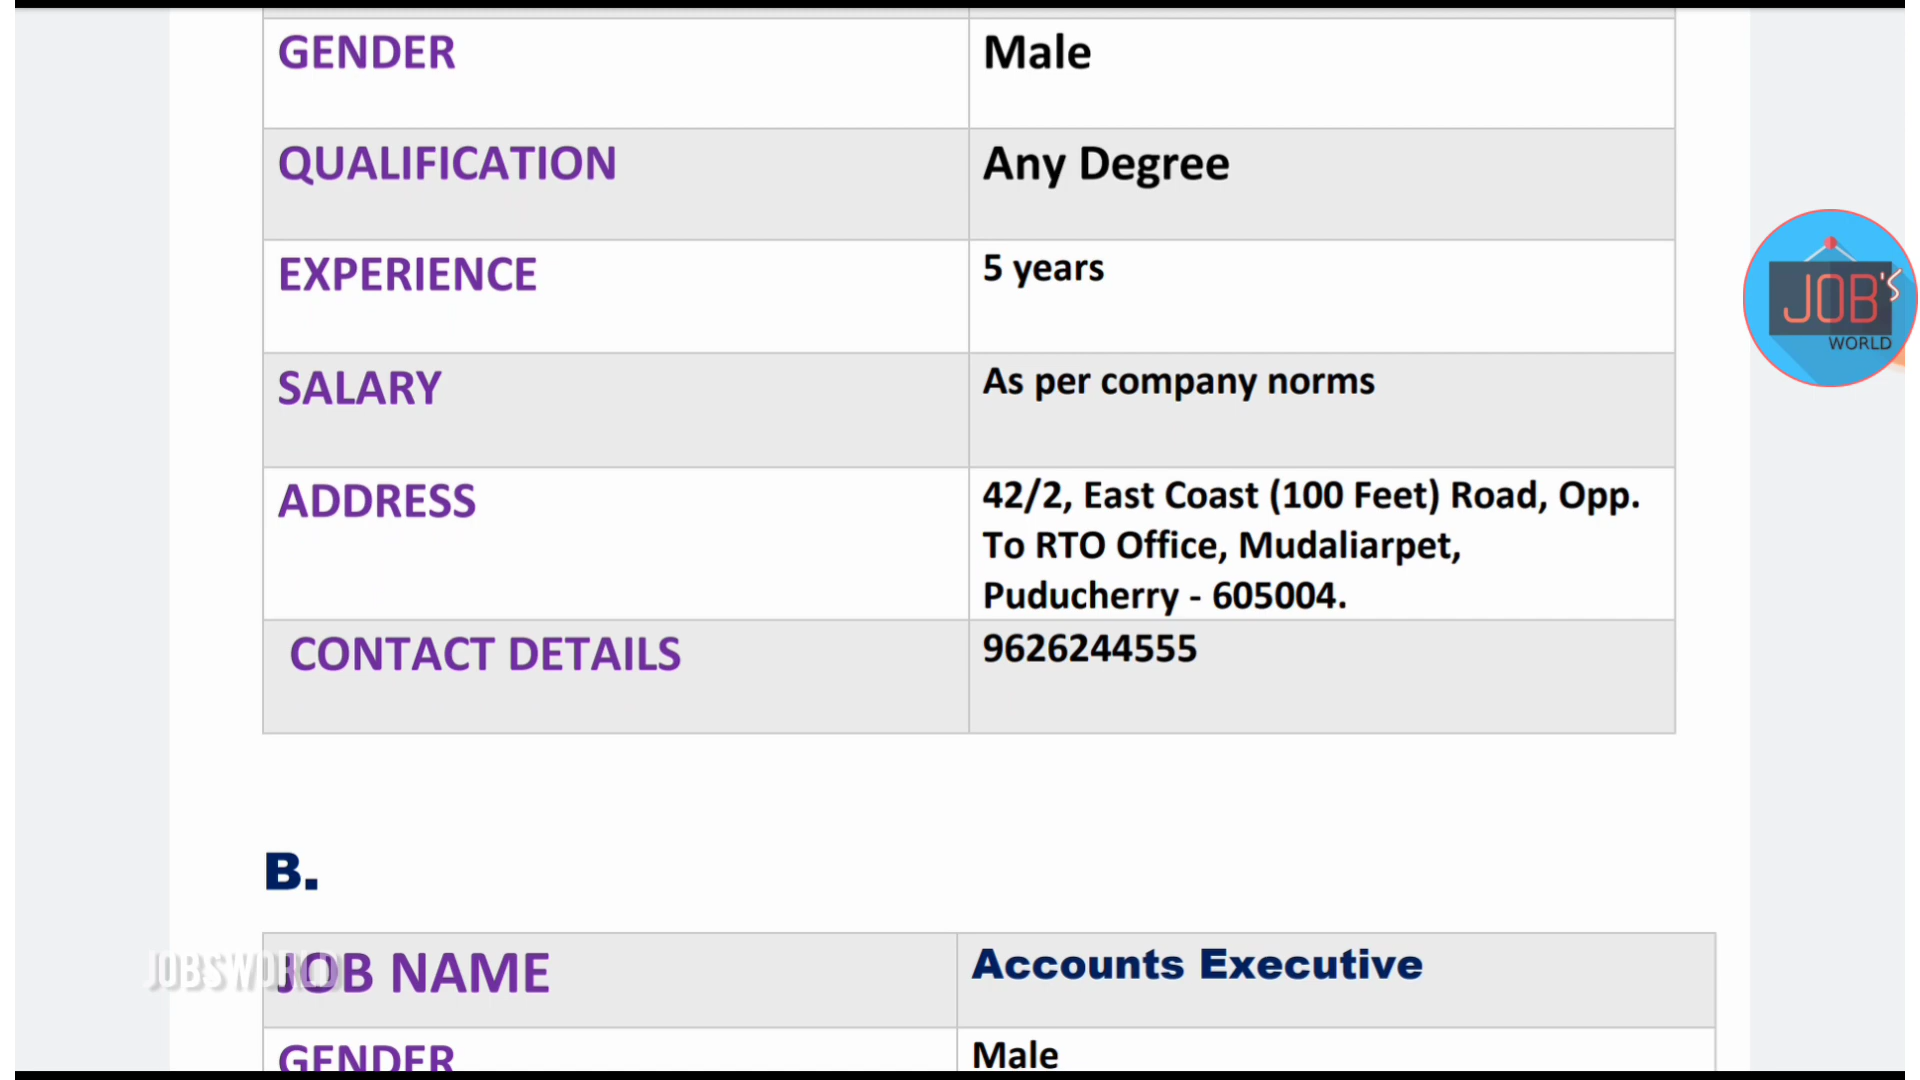 GENDER Male
QUALIFICATION Any Degree
EXPERIENCE 5 years
SALARY As per company norms
ADDRESS 42/2, East Coast (100 Feet) Road, Opp.
To RTO Office, Mudaliarpet,
Puducherry - 605004.
CONTACT DETAILS 9626244555
JOB'S
WORLD
B.
JOB NAME Accounts Executive
JOBSWORLD
GENDER Male